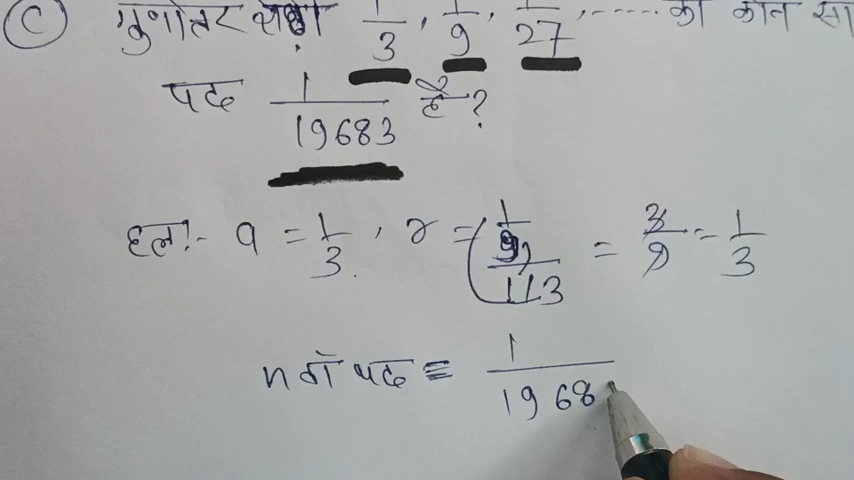 (C) गुणोत्तर श्रेणी 1/3, 1/9, 1/27, ..... का कौन सा
पद 1/19683 है?
हल:- a = 1/3, r = (1/9)/(1/3) = 3/9 = 1/3
n वाँ पद = 1/1968